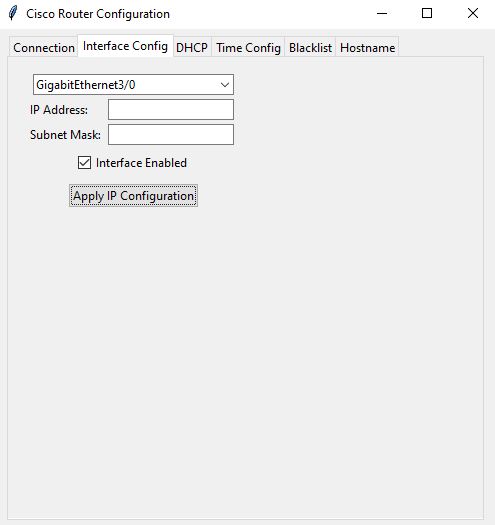 Cisco Router Configuration
Connection Interface Config DHCP Time Config Blacklist Hostname
GigabitEthernet3/0
IP Address:
Subnet Mask:
Interface Enabled
Apply IP Configuration